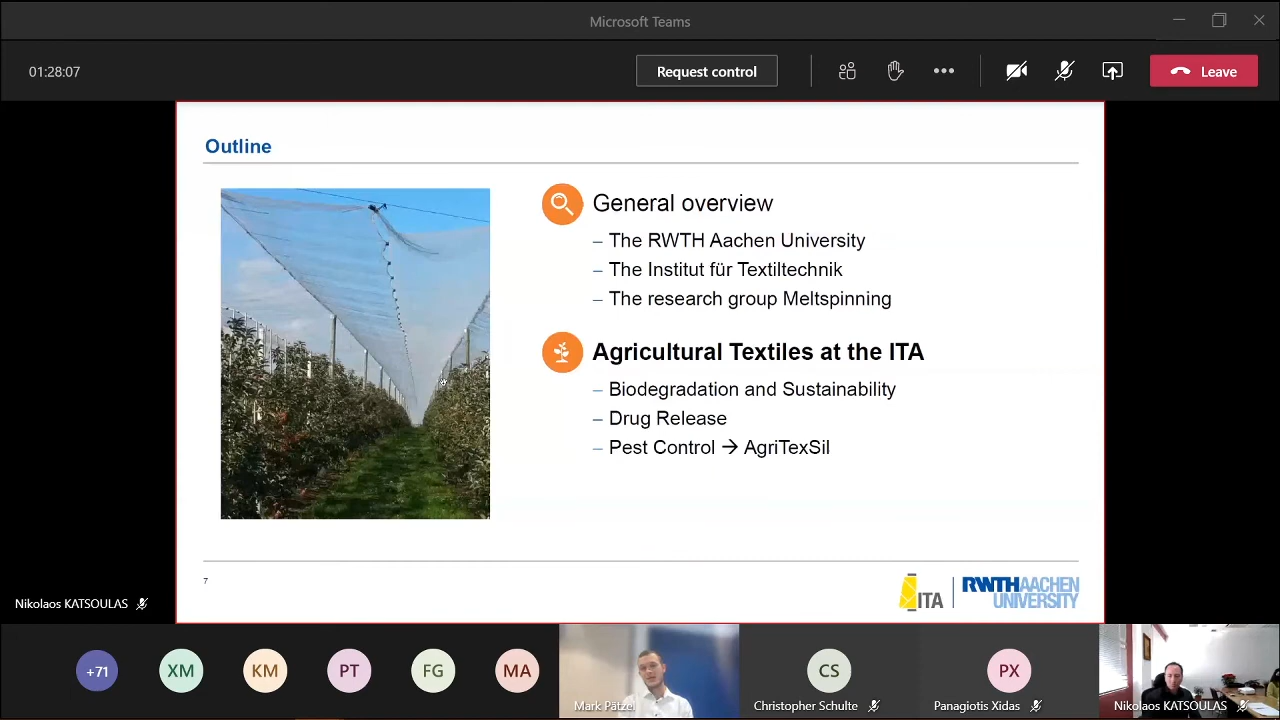 Microsoft Teams
01:28:07
Request control
Leave
Outline
General overview
– The RWTH Aachen University
– The Institut für Textiltechnik
– The research group Meltspinning
Agricultural Textiles at the ITA
– Biodegradation and Sustainability
– Drug Release
– Pest Control → AgriTexSil
7
ITA
RWTH AACHEN
UNIVERSITY
Nikolaos KATSOULAS
+71
XM
KM
PT
FG
MA
Mark Pätzel
CS
Christopher Schulte
PX
Panagiotis Xidas
Nikolaos KATSOULAS